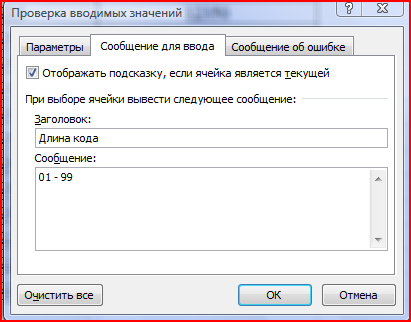 Проверка вводимых значений
Параметры
Сообщение для ввода
Сообщение об ошибке
Отображать подсказку, если ячейка является текущей
При выборе ячейки вывести следующее сообщение:
Заголовок:
Длина кода
Сообщение:
01 - 99
Очистить все
ОК
Отмена